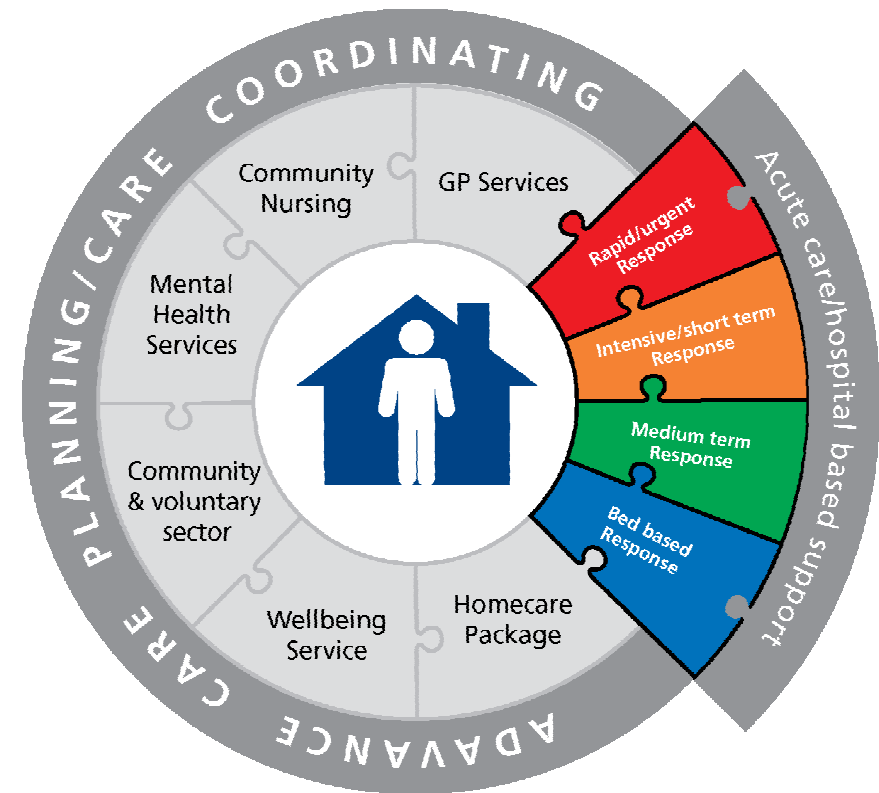 ADAVANCE CARE PLANNING/CARE COORDINATING
Community
Nursing
GP Services
Mental
Health
Services
Community
& voluntary
sector
Wellbeing
Service
Homecare
Package
Rapid/urgent
Response
Intensive/short term
Response
Medium term
Response
Bed based
Response
Acute care/hospital based support